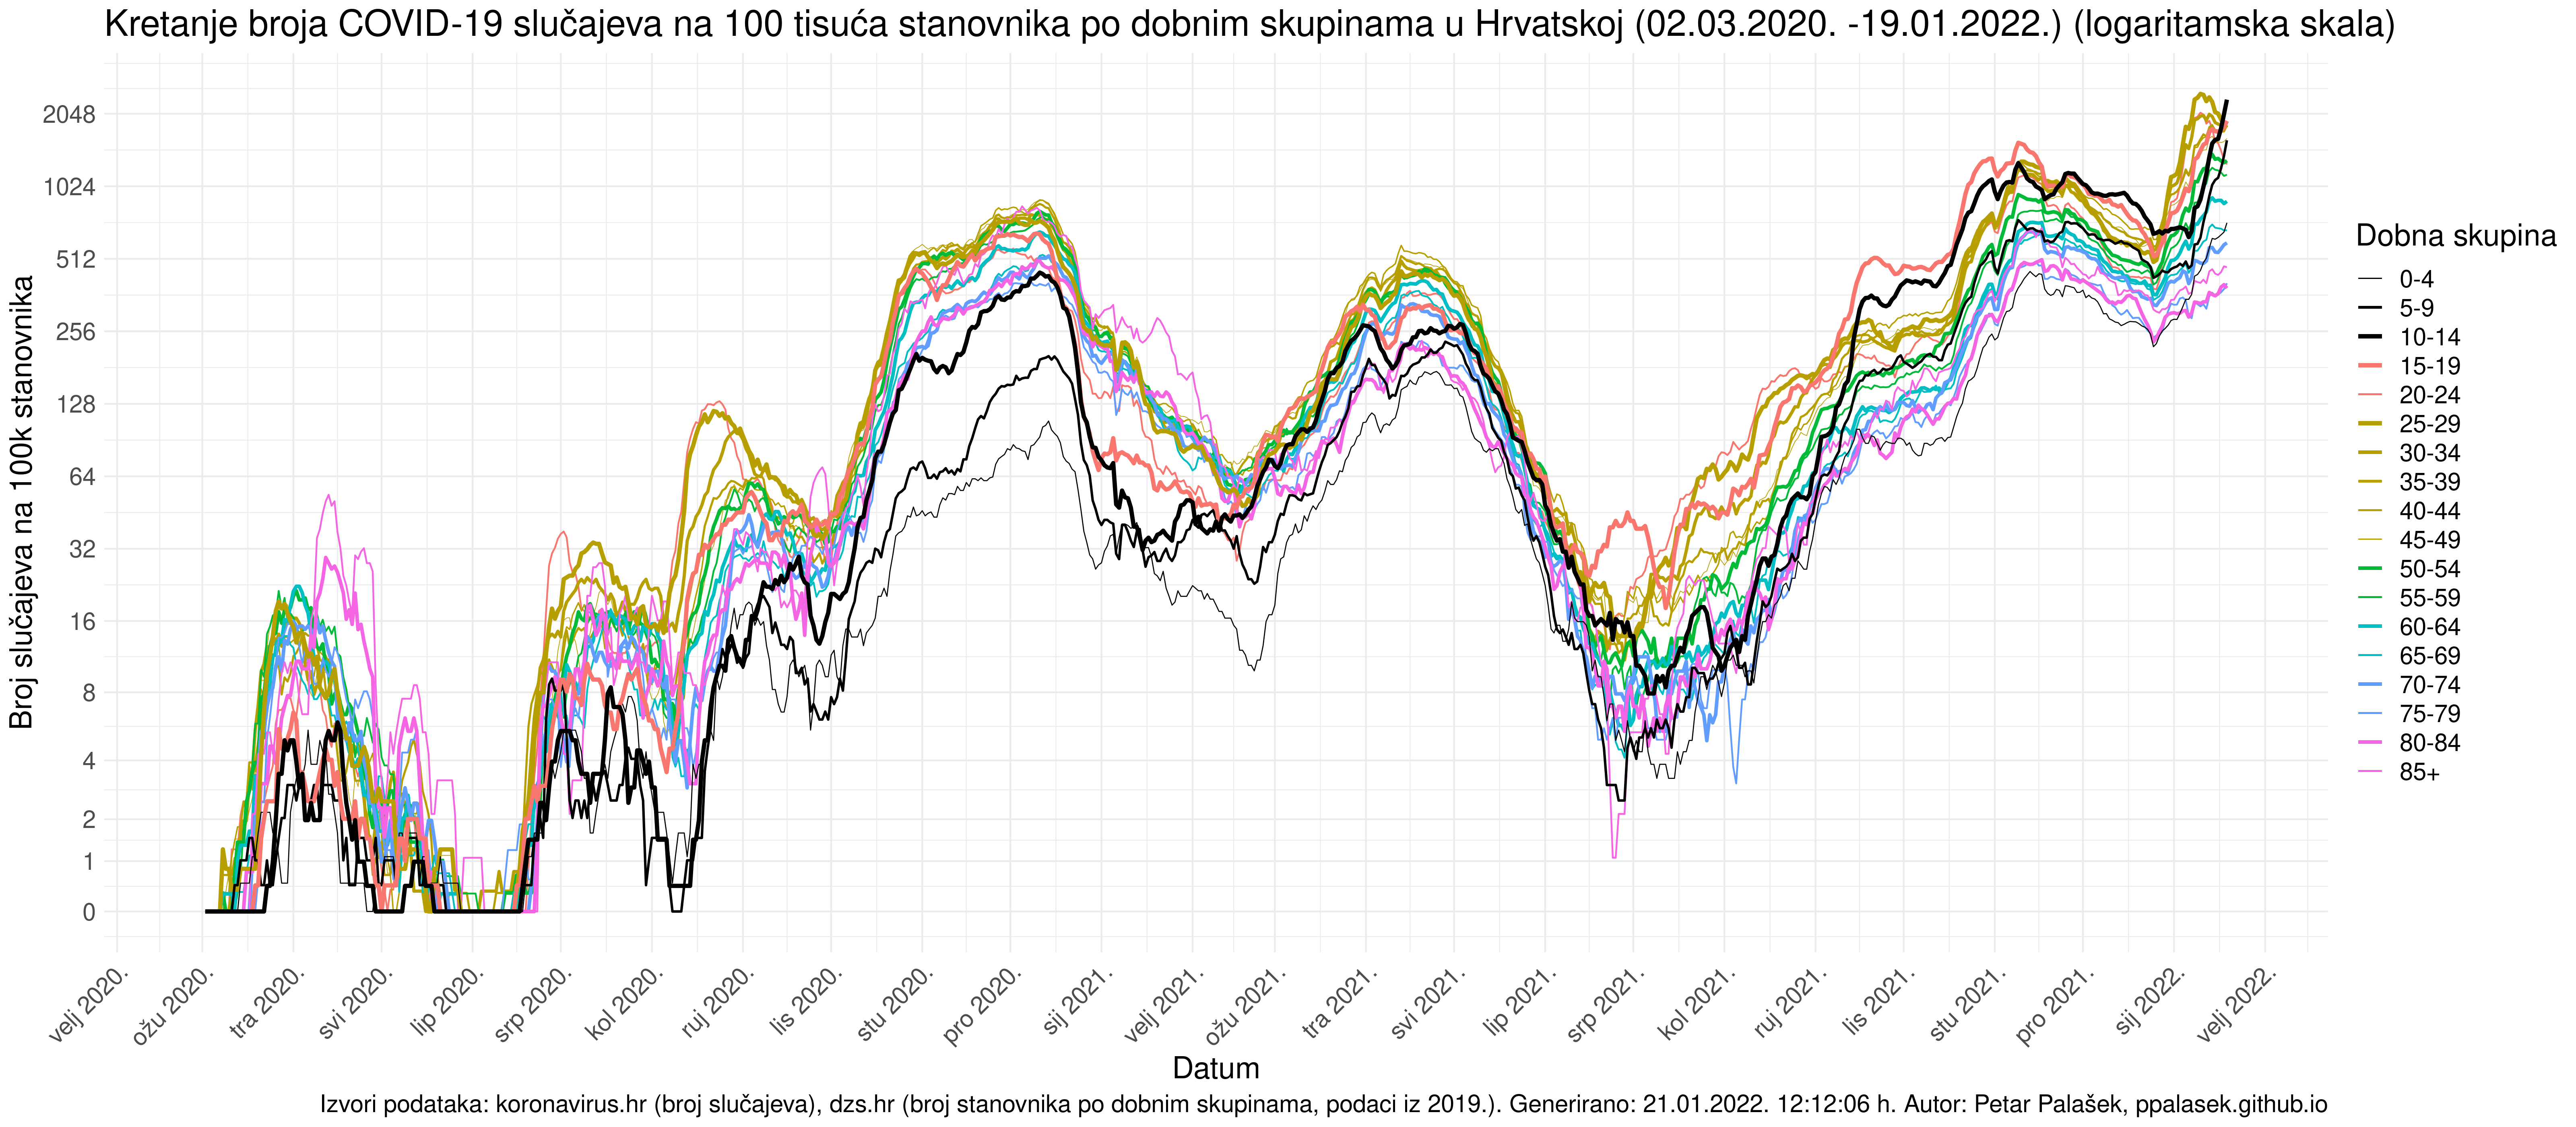 Kretanje broja COVID-19 slučajeva na 100 tisuća stanovnika po dobnim skupinama u Hrvatskoj (02.03.2020. -19.01.2022.) (logaritamska skala)
Broj slučajeva na 100k stanovnika
2048
1024
512
256
128
64
32
16
8
4
2
1
0
velj 2020.
ožu 2020.
tra 2020.
svi 2020.
lip 2020.
srp 2020.
kol 2020.
ruj 2020.
lis 2020.
stu 2020.
pro 2020.
sij 2021.
velj 2021.
ožu 2021.
tra 2021.
svi 2021.
lip 2021.
srp 2021.
kol 2021.
ruj 2021.
lis 2021.
stu 2021.
pro 2021.
sij 2022.
velj 2022.
Datum
Dobna skupina
0-4
5-9
10-14
15-19
20-24
25-29
30-34
35-39
40-44
45-49
50-54
55-59
60-64
65-69
70-74
75-79
80-84
85+
Izvori podataka: koronavirus.hr (broj slučajeva), dzs.hr (broj stanovnika po dobnim skupinama, podaci iz 2019.). Generirano: 21.01.2022. 12:12:06 h. Autor: Petar Palašek, ppalasek.github.io